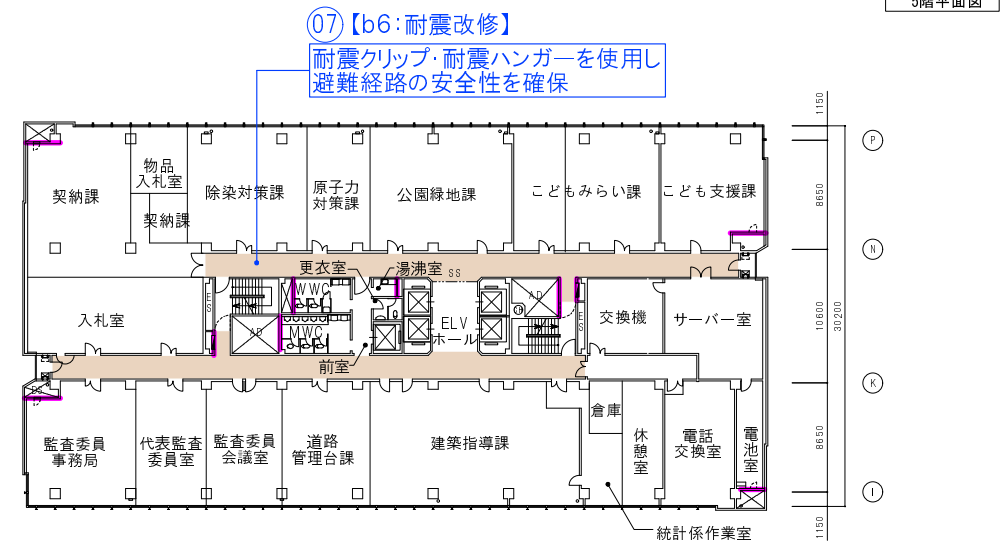 5階平面図
07【b6：耐震改修】
耐震クリップ・耐震ハンガーを使用し
避難経路の安全性を確保
1150
P
契納課
物品
入札室
契納課
除染対策課
原子力
対策課
公園緑地課
こどもみらい課
こども支援課
8650
N
更衣室
湯沸室
SS
ES
WWC
AD
入札室
AD
MWC
ELV
ホール
ES
交換機
サーバー室
10600
30200
前室
K
DS
監査委員
事務局
代表監査
委員室
監査委員
会議室
道路
管理台課
建築指導課
倉庫
休
憩
室
電話
交換室
電
池
室
8650
I
統計係作業室
1150